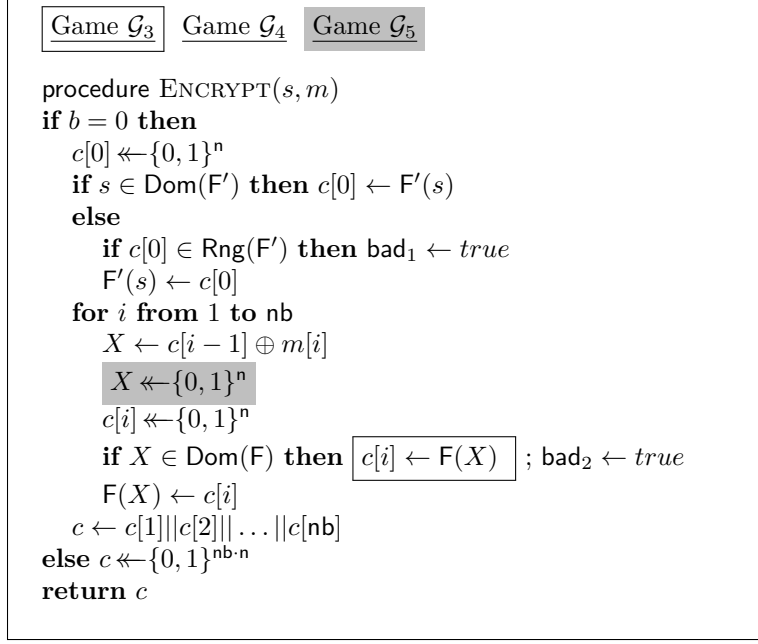 Game 𝒢₃ Game 𝒢₄ Game 𝒢₅
procedure ENCRYPT(s, m)
if b = 0 then
c[0] ↞ {0, 1}ⁿ
if s ∈ Dom(F′) then c[0] ← F′(s)
else
if c[0] ∈ Rng(F′) then bad₁ ← true
F′(s) ← c[0]
for i from 1 to nb
X ← c[i − 1] ⊕ m[i]
X ↞ {0, 1}ⁿ
c[i] ↞ {0, 1}ⁿ
if X ∈ Dom(F) then c[i] ← F(X) ; bad₂ ← true
F(X) ← c[i]
c ← c[1]||c[2]|| . . . ||c[nb]
else c ↞ {0, 1}^{nb·n}
return c